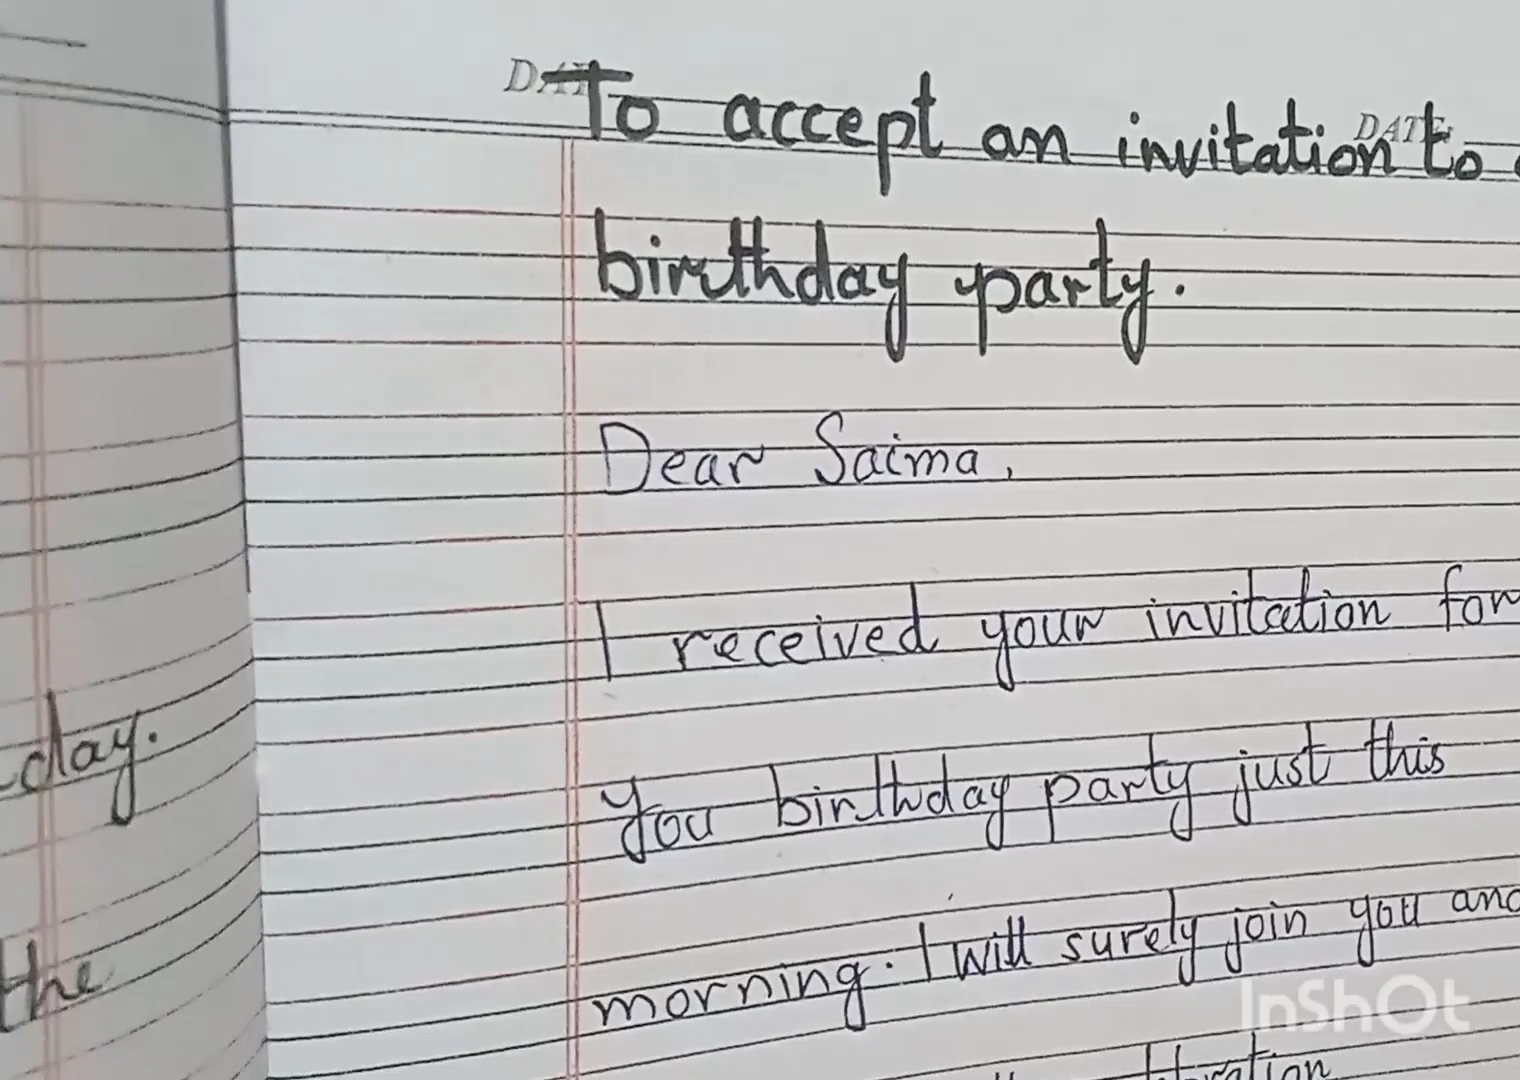 DATE
To accept an invitation to
birthday party.
Dear Saima,
I received your invitation for
You birthday party just this
morning. I will surely join you and
day.
the
InShOt